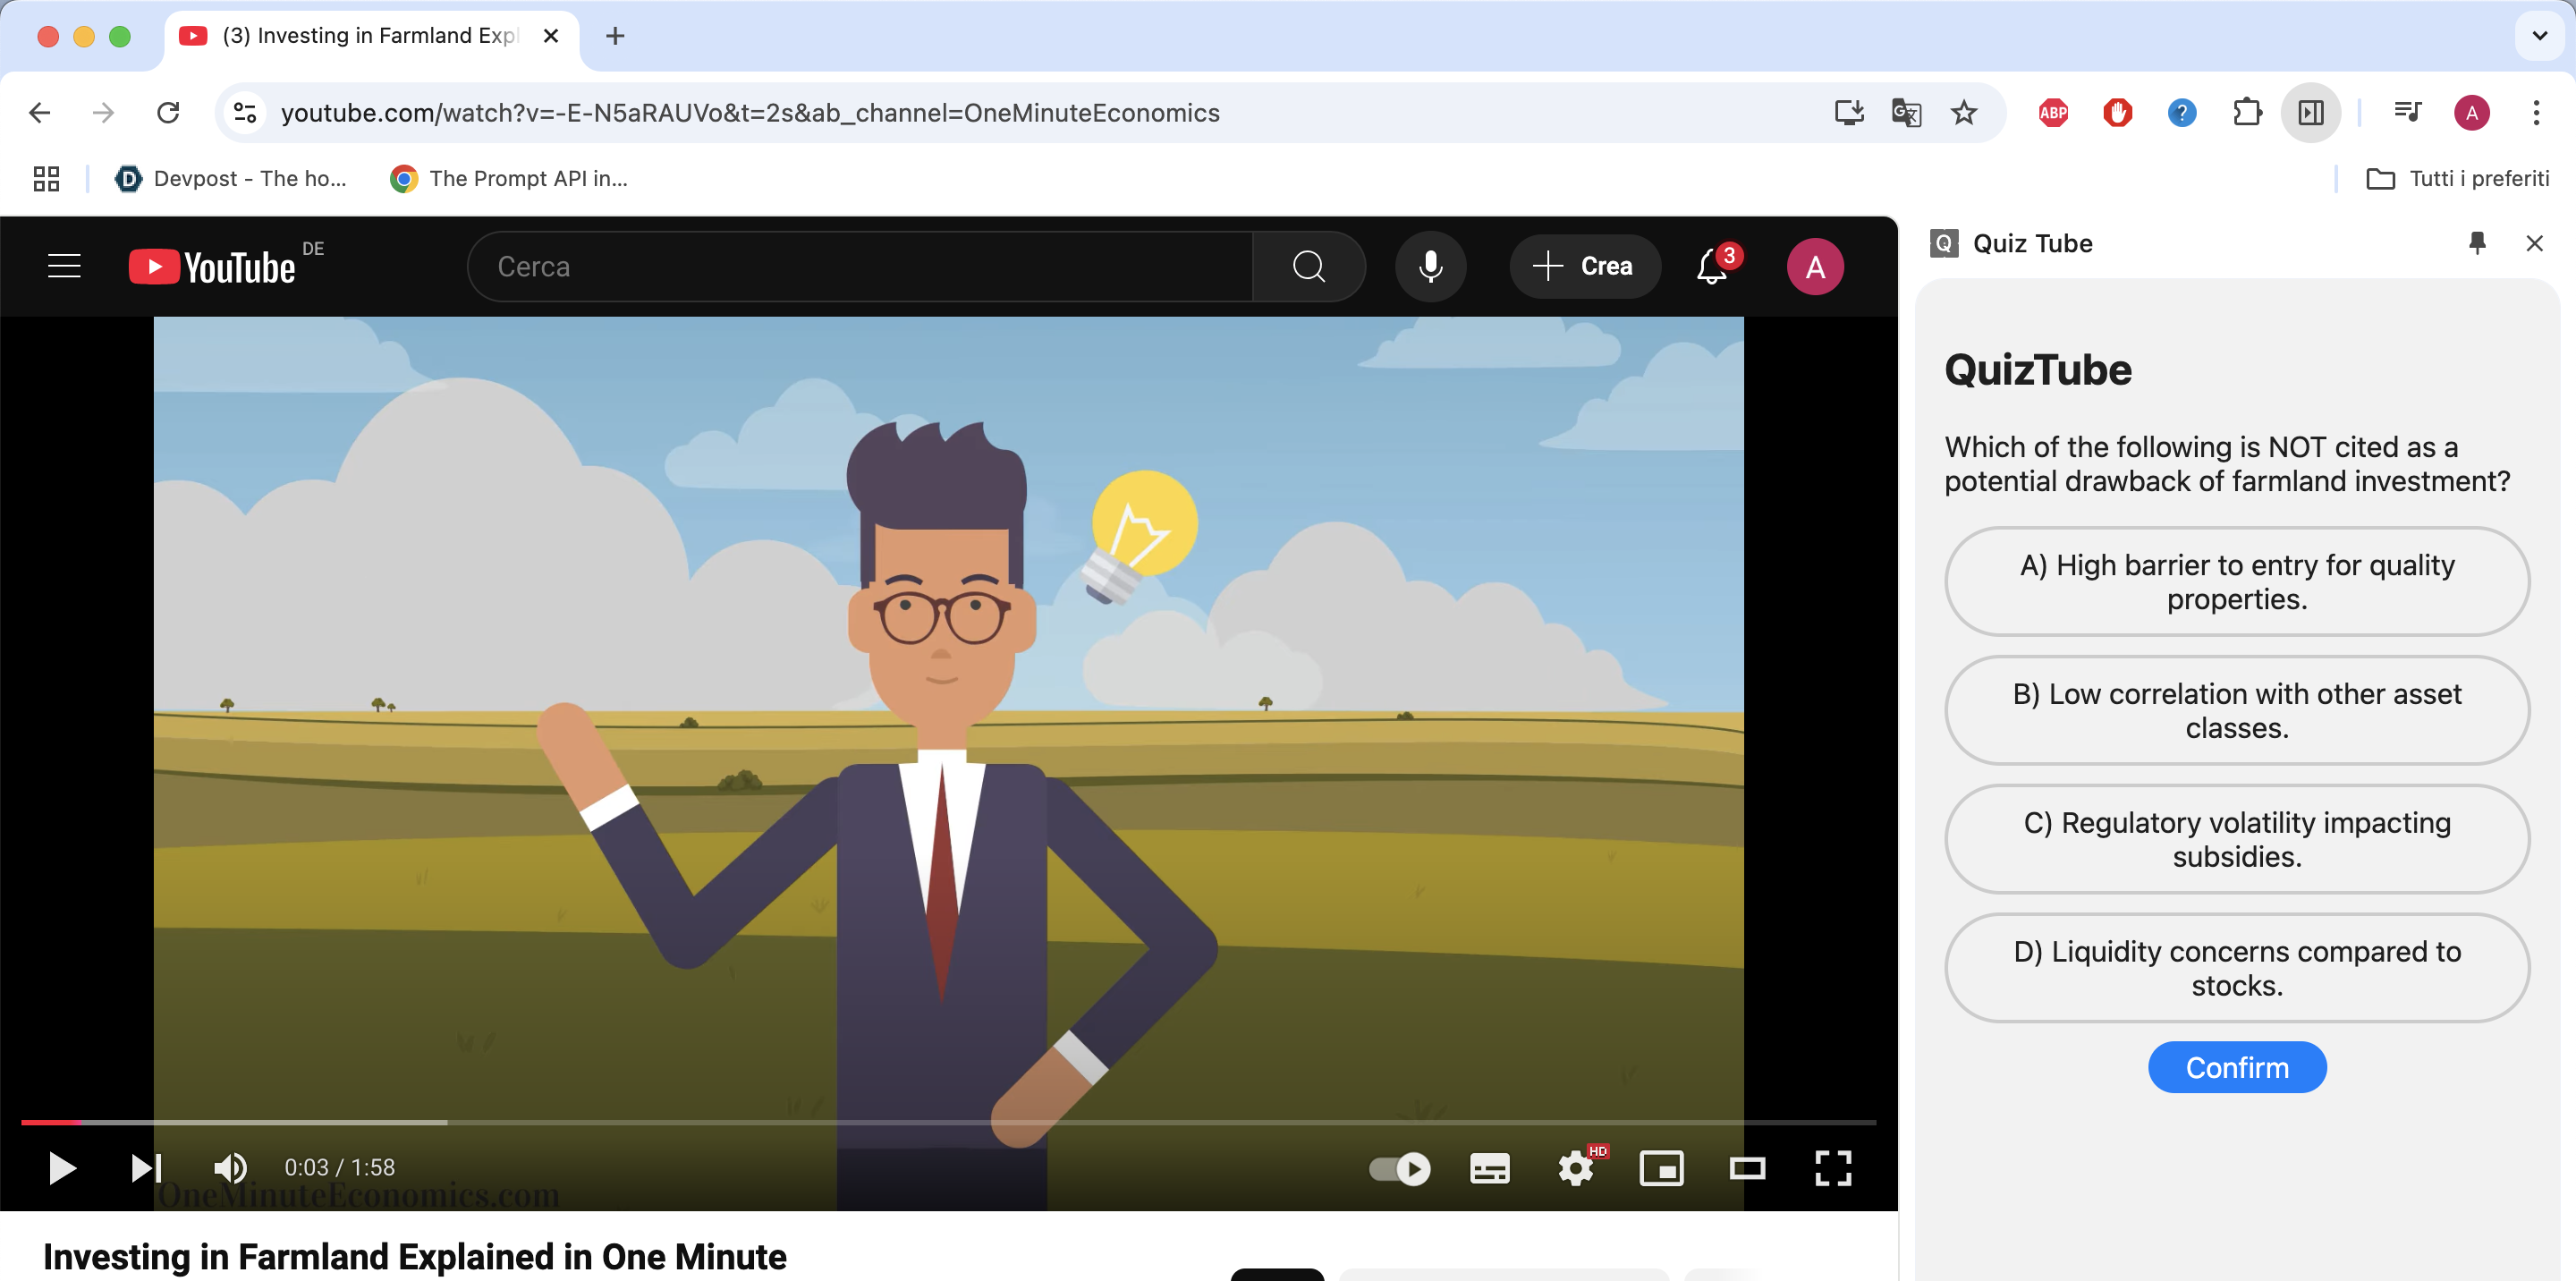 (3) Investing in Farmland Expl
youtube.com/watch?v=-E-N5aRAUVo&t=2s&ab_channel=OneMinuteEconomics
ABP
?
A
D Devpost - The ho...
The Prompt API in...
Tutti i preferiti
YouTube DE
Cerca
Crea
3
A
Q Quiz Tube
QuizTube
Which of the following is NOT cited as a
potential drawback of farmland investment?
A) High barrier to entry for quality
properties.
B) Low correlation with other asset
classes.
C) Regulatory volatility impacting
subsidies.
D) Liquidity concerns compared to
stocks.
Confirm
0:03 / 1:58
HD
OneMinuteEconomics.com
Investing in Farmland Explained in One Minute